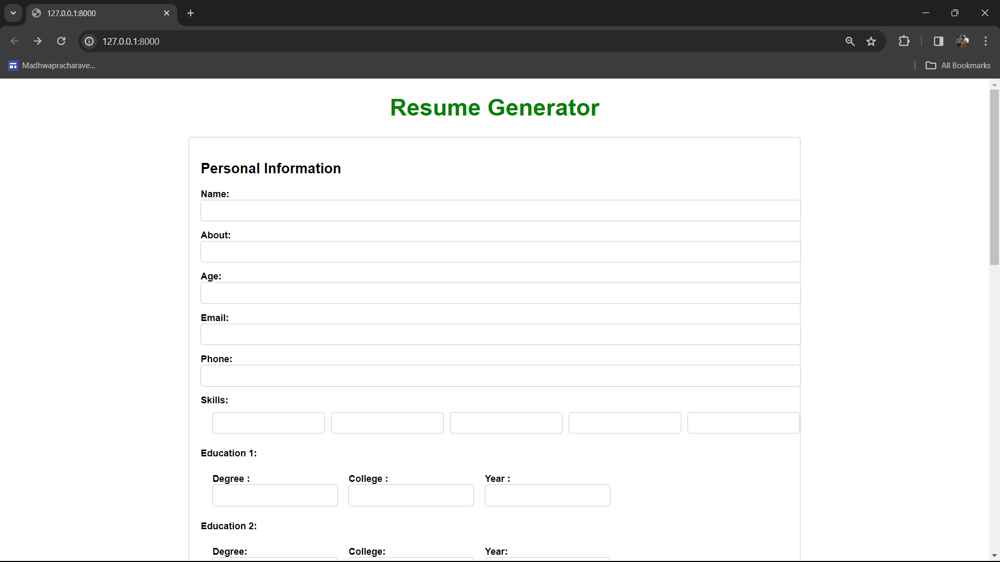 127.0.0.1:8000
127.0.0.1:8000
Madhwapracharave...
All Bookmarks
Resume Generator
Personal Information
Name:
About:
Age:
Email:
Phone:
Skills:
Education 1:
Degree : College : Year :
Education 2:
Degree: College: Year: